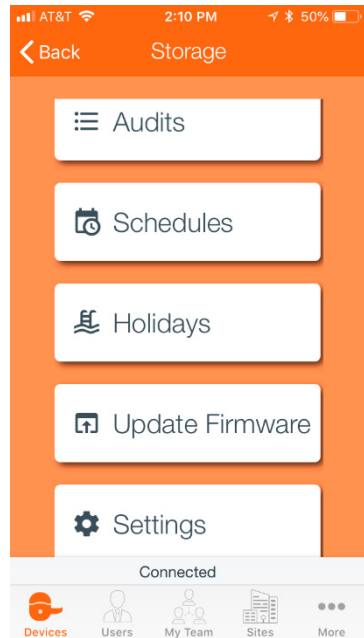 AT&T 2:10 PM 50%
Back Storage
Audits
Schedules
Holidays
Update Firmware
Settings
Connected
Devices Users My Team Sites More